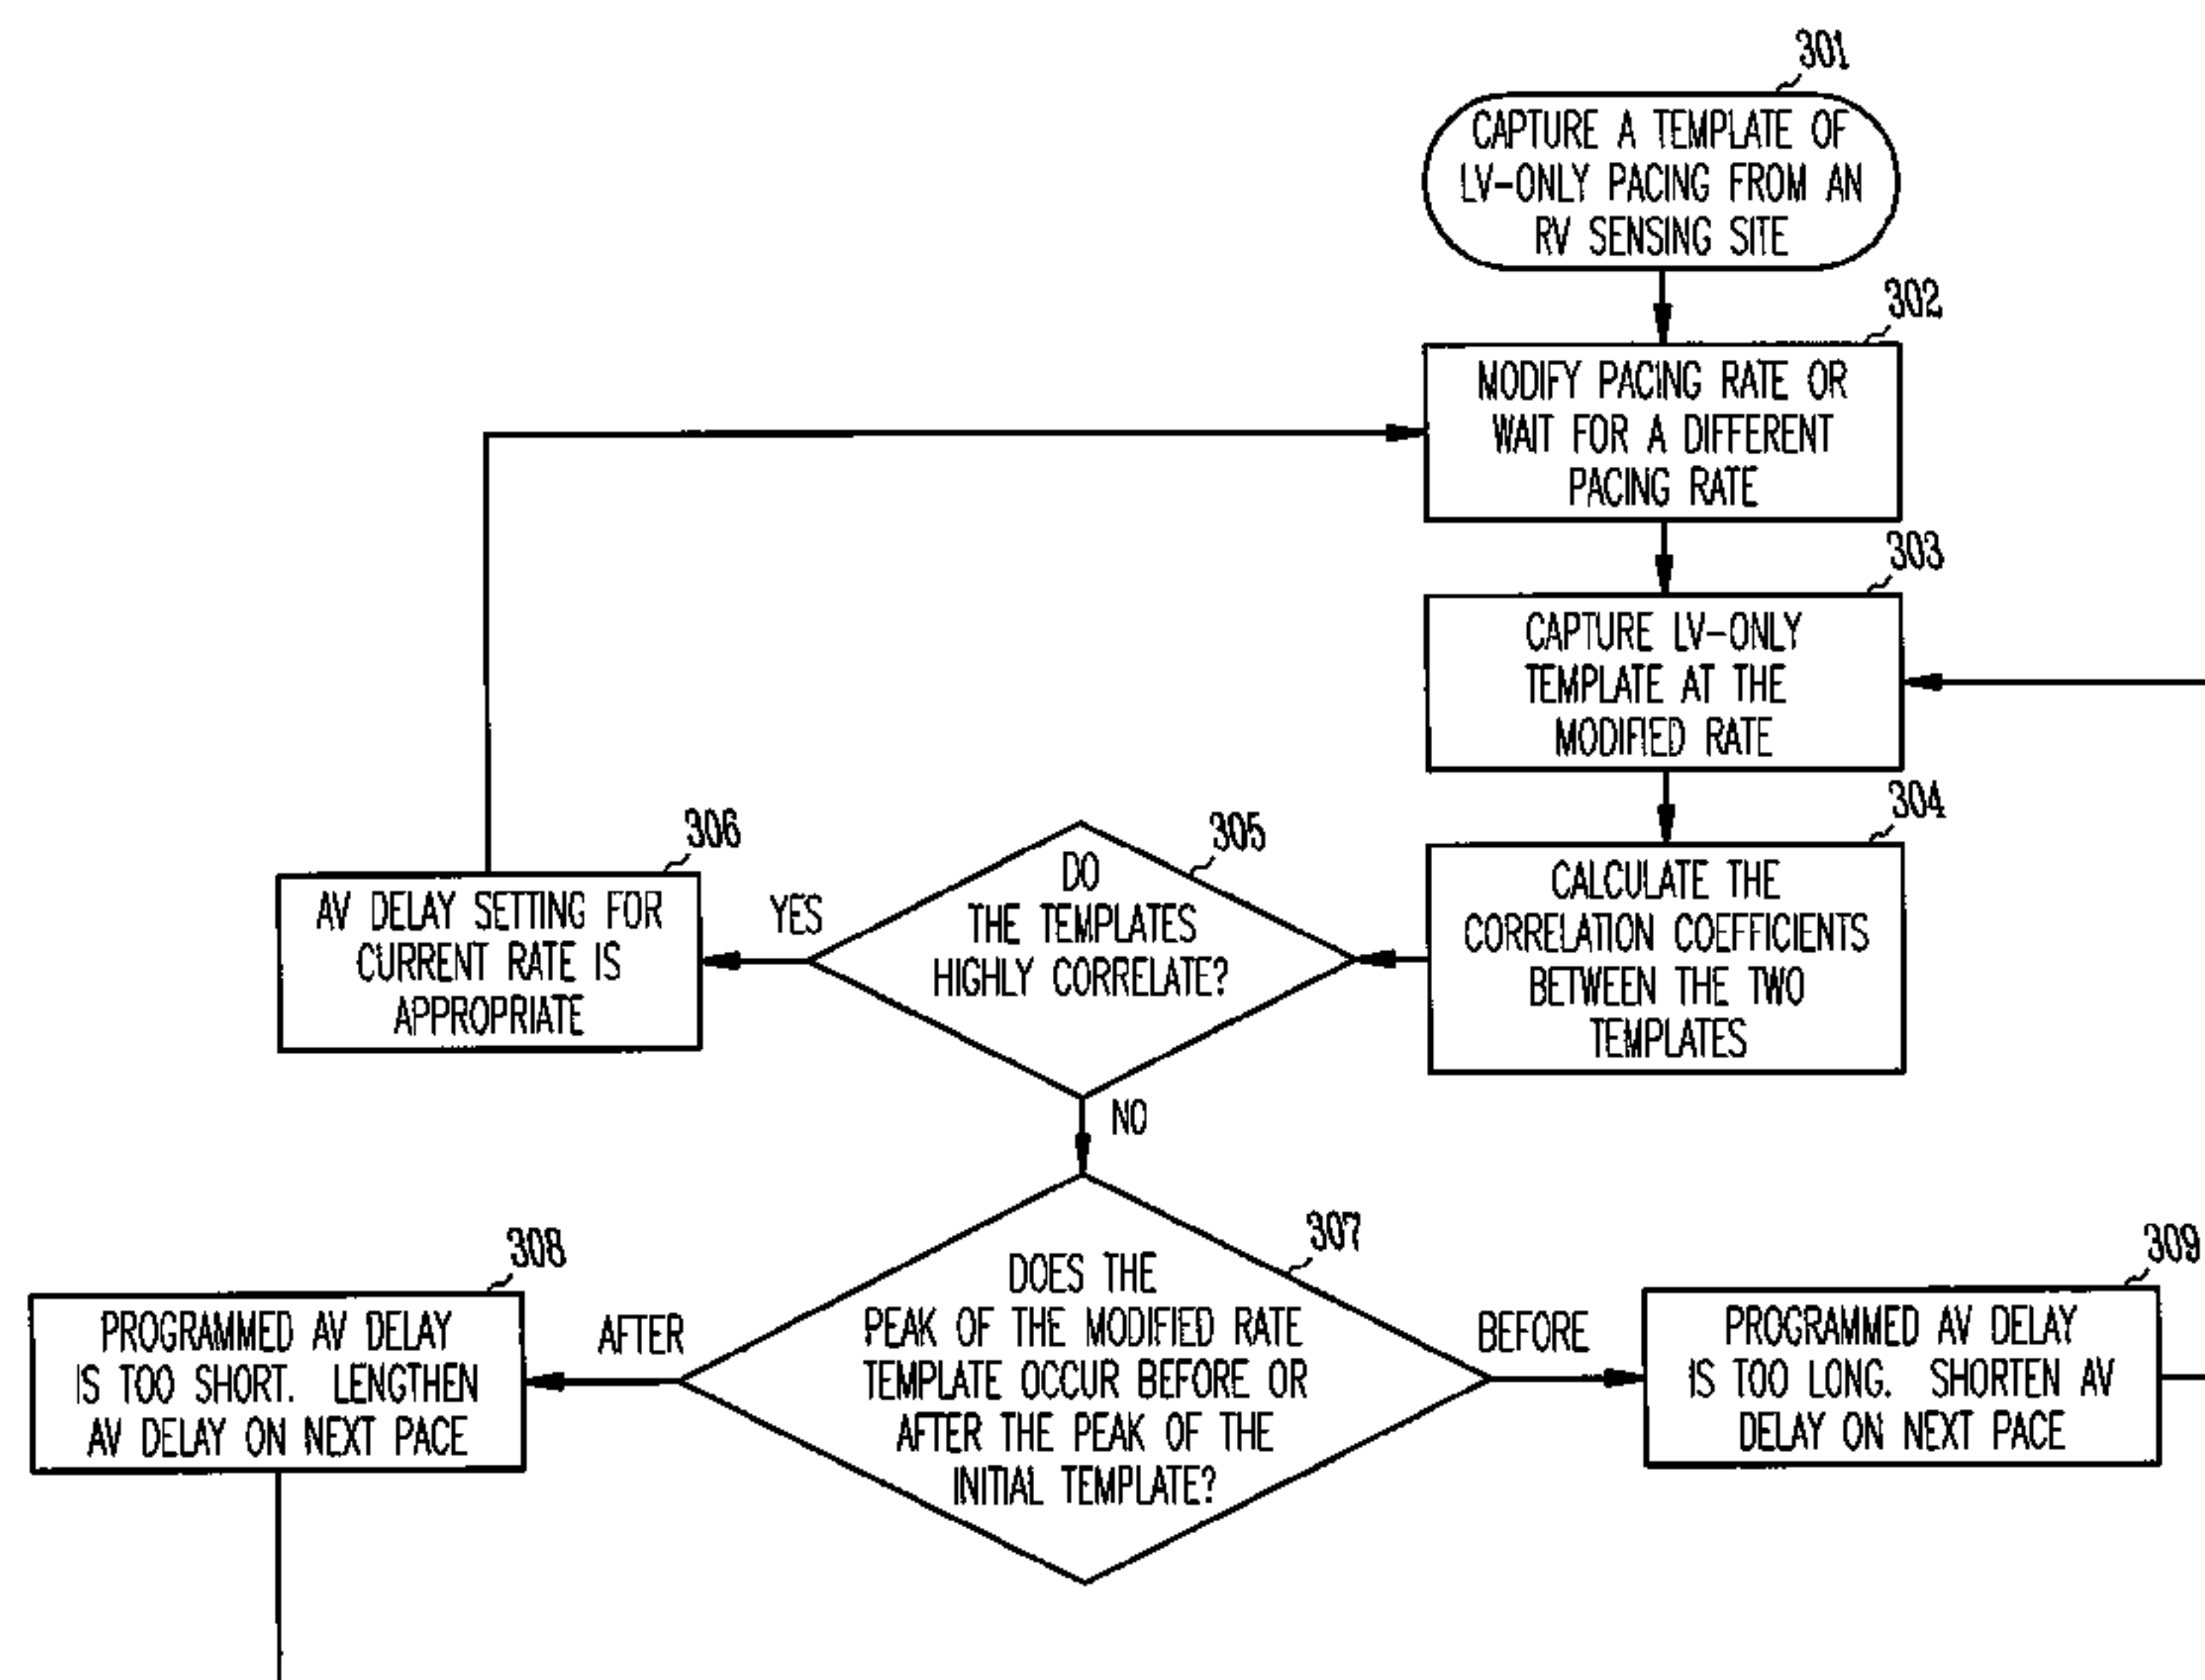 301
CAPTURE A TEMPLATE OF
LV-ONLY PACING FROM AN
RV SENSING SITE
302
MODIFY PACING RATE OR
WAIT FOR A DIFFERENT
PACING RATE
303
CAPTURE LV-ONLY
TEMPLATE AT THE
MODIFIED RATE
304
CALCULATE THE
CORRELATION COEFFICIENTS
BETWEEN THE TWO
TEMPLATES
305
DO
THE TEMPLATES
HIGHLY CORRELATE?
YES
NO
306
AV DELAY SETTING FOR
CURRENT RATE IS
APPROPRIATE
307
DOES THE
PEAK OF THE MODIFIED RATE
TEMPLATE OCCUR BEFORE OR
AFTER THE PEAK OF THE
INITIAL TEMPLATE?
AFTER
BEFORE
308
PROGRAMMED AV DELAY
IS TOO SHORT. LENGTHEN
AV DELAY ON NEXT PACE
309
PROGRAMMED AV DELAY
IS TOO LONG. SHORTEN AV
DELAY ON NEXT PACE